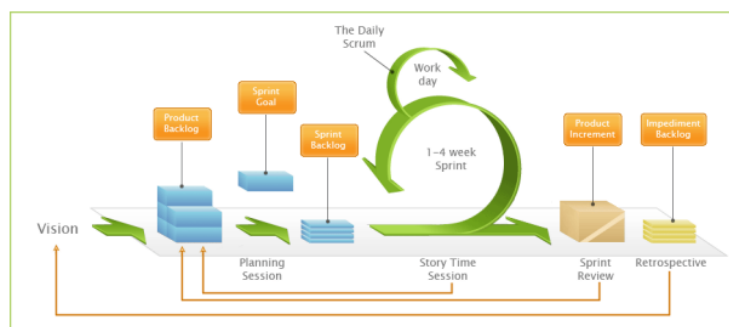 The Daily
Scrum
Work
day
Sprint
Goal
Product
Backlog
Sprint
Backlog
Product
Increment
Impediment
Backlog
1-4 week
Sprint
Vision
Planning
Session
Story Time
Session
Sprint
Review
Retrospective